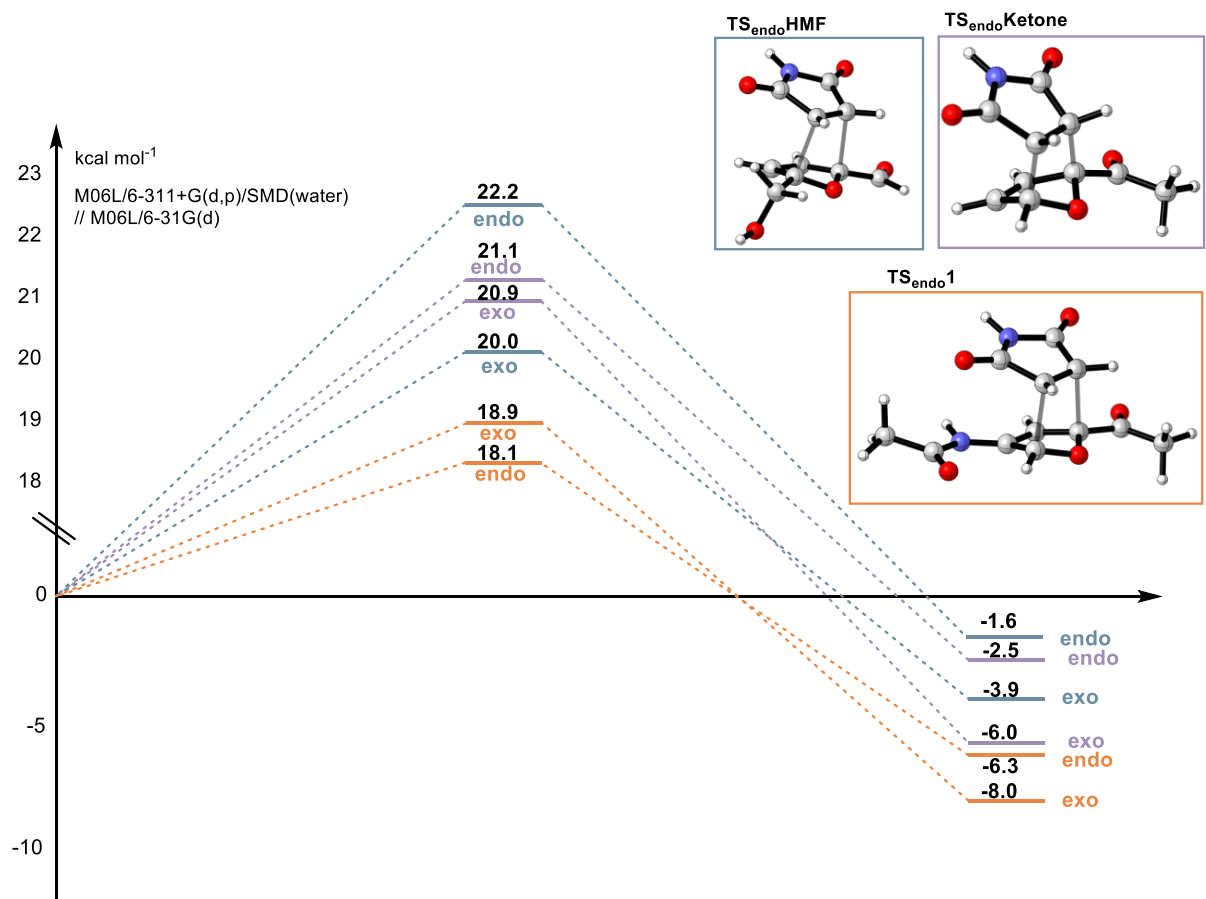 TSendoHMF
TSendoKetone
kcal mol-1
M06L/6-311+G(d,p)/SMD(water)
// M06L/6-31G(d)
23
22
21
20
19
18
0
-5
-10
22.2
endo
21.1
endo
20.9
exo
20.0
exo
18.9
exo
18.1
endo
TSendo1
-1.6
endo
-2.5
endo
-3.9
exo
-6.0
exo
endo
-6.3
-8.0
exo